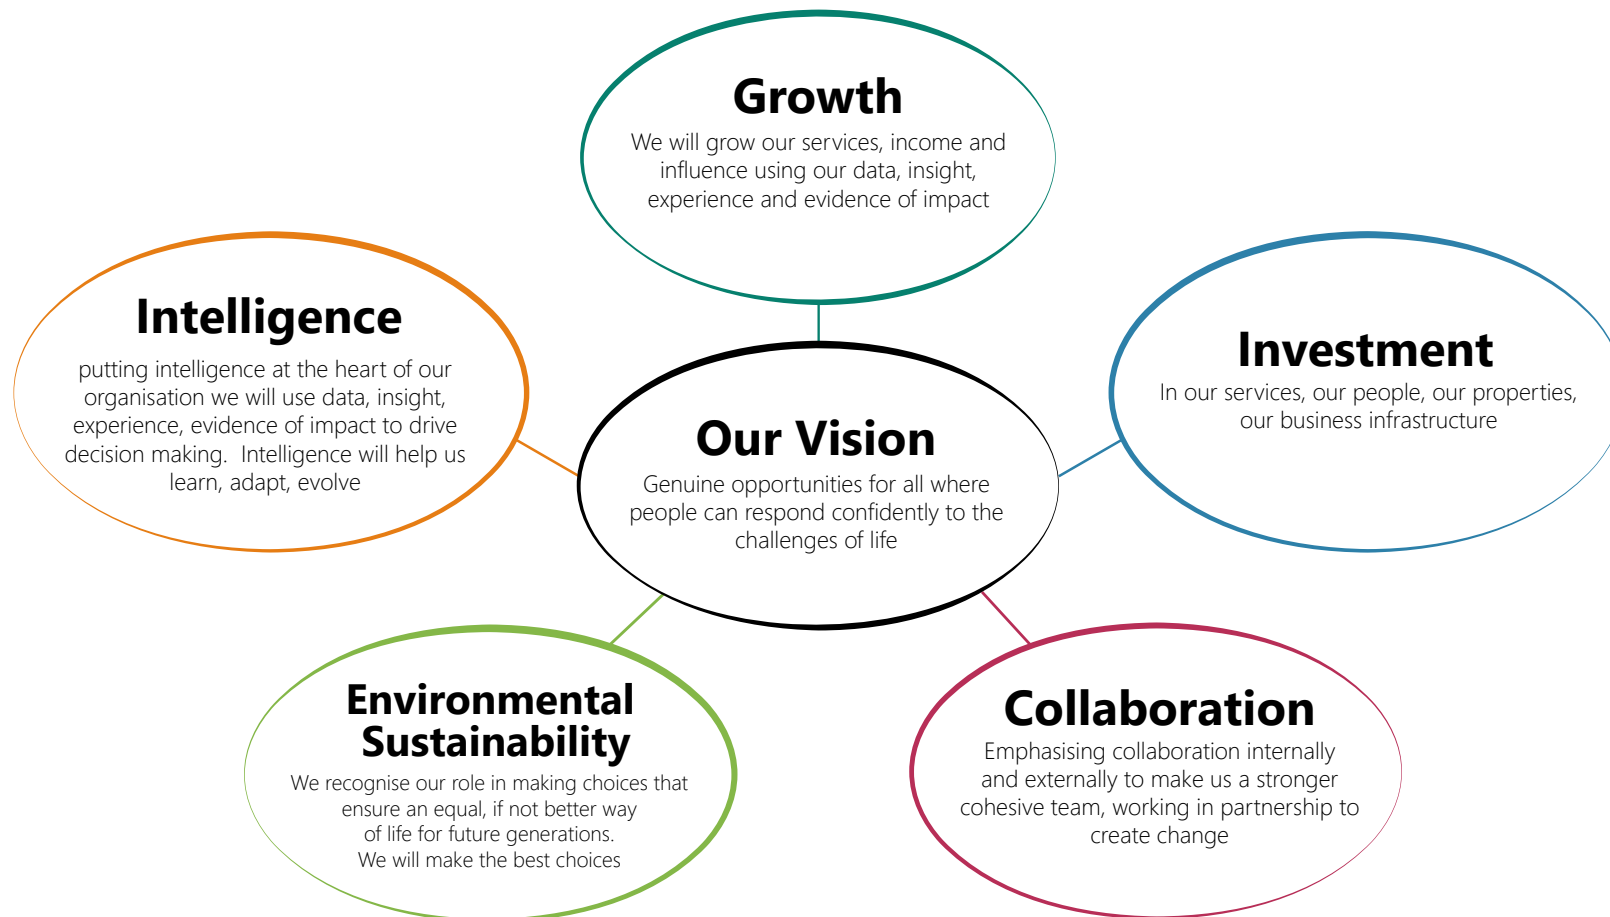 Growth
We will grow our services, income and
influence using our data, insight,
experience and evidence of impact
Intelligence
putting intelligence at the heart of our
organisation we will use data, insight,
experience, evidence of impact to drive
decision making.  Intelligence will help us
learn, adapt, evolve
Investment
In our services, our people, our properties,
our business infrastructure
Our Vision
Genuine opportunities for all where
people can respond confidently to the
challenges of life
Environmental
Sustainability
We recognise our role in making choices that
ensure an equal, if not better way
of life for future generations.
We will make the best choices
Collaboration
Emphasising collaboration internally
and externally to make us a stronger
cohesive team, working in partnership to
create change